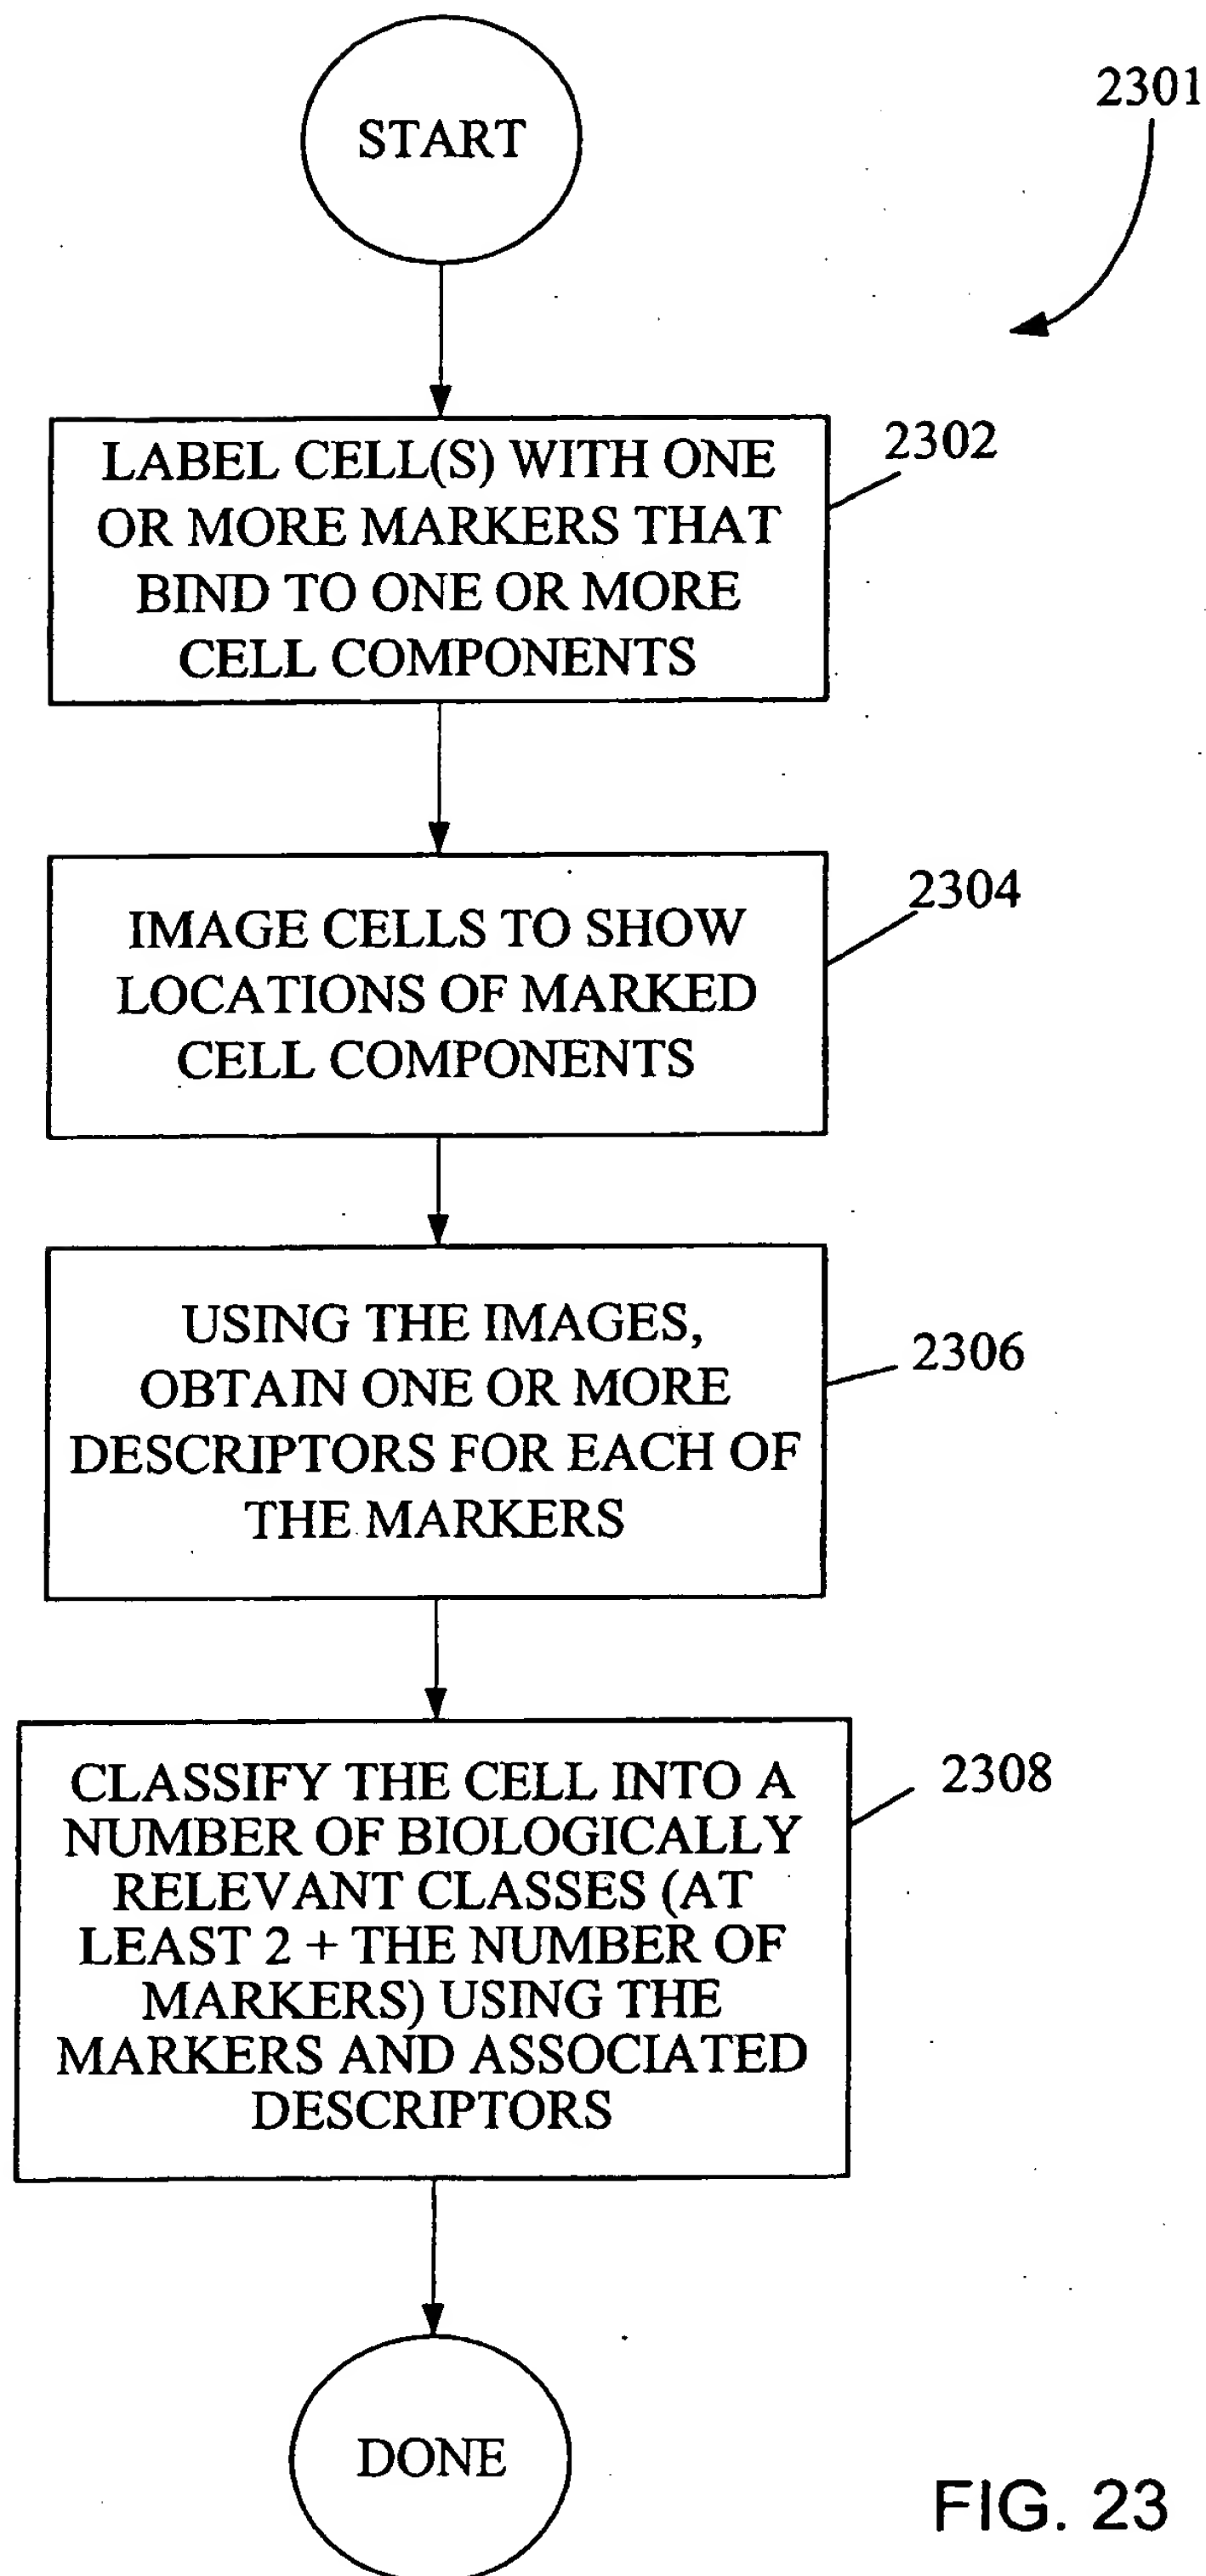 START
2301
LABEL CELL(S) WITH ONE
OR MORE MARKERS THAT
BIND TO ONE OR MORE
CELL COMPONENTS
2302
IMAGE CELLS TO SHOW
LOCATIONS OF MARKED
CELL COMPONENTS
2304
USING THE IMAGES,
OBTAIN ONE OR MORE
DESCRIPTORS FOR EACH OF
THE MARKERS
2306
CLASSIFY THE CELL INTO A
NUMBER OF BIOLOGICALLY
RELEVANT CLASSES (AT
LEAST 2 + THE NUMBER OF
MARKERS) USING THE
MARKERS AND ASSOCIATED
DESCRIPTORS
2308
DONE
FIG. 23